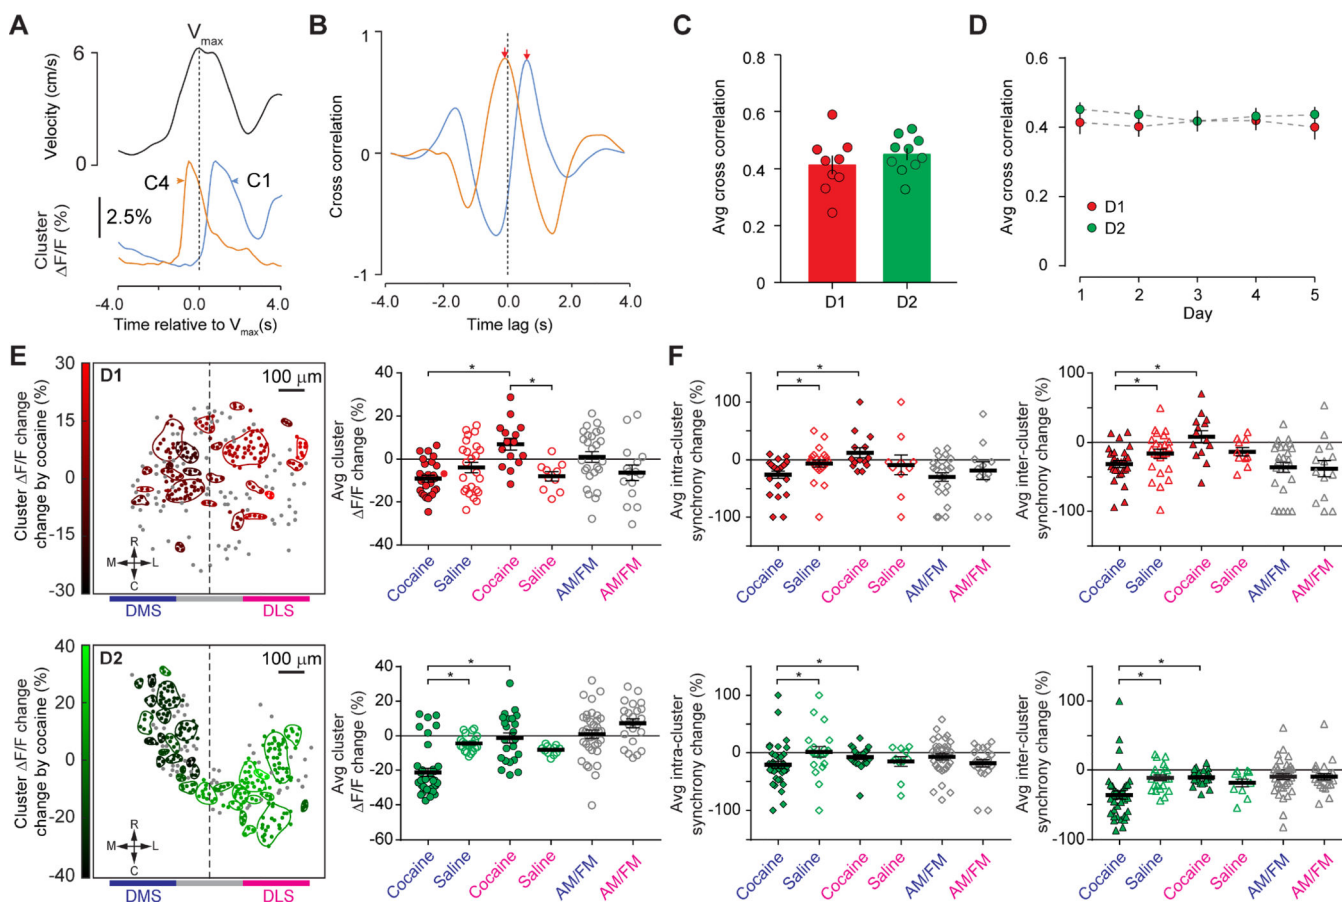 A
Vmax
Velocity (cm/s)
6
0
C4
C1
2.5%
Cluster
ΔF/F (%)
-4.0
0.0
4.0
Time relative to Vmax(s)
B
Cross correlation
1
0
-1
-4.0
-2.0
0.0
2.0
4.0
Time lag (s)
C
Avg cross correlation
0.8
0.6
0.4
0.2
0
D1
D2
D
Avg cross correlation
0.6
0.4
0.2
0
D1
D2
1
2
3
4
5
Day
E
Cluster ΔF/F change
change by cocaine (%)
30
15
0
-15
-30
D1
100 μm
R
M
L
C
DMS
DLS
Avg cluster
ΔF/F change (%)
40
20
0
-20
-40
*
*
Cocaine
Saline
Cocaine
Saline
AM/FM
AM/FM
F
Avg intra-cluster
synchrony change (%)
100
0
-100
*
*
Cocaine
Saline
Cocaine
Saline
AM/FM
AM/FM
Avg inter-cluster
synchrony change (%)
100
0
-100
*
*
Cocaine
Saline
Cocaine
Saline
AM/FM
AM/FM
Cluster ΔF/F change
change by cocaine (%)
40
20
0
-20
-40
D2
100 μm
R
M
L
C
DMS
DLS
Avg cluster
ΔF/F change (%)
40
20
0
-20
-40
-60
*
*
Cocaine
Saline
Cocaine
Saline
AM/FM
AM/FM
Avg intra-cluster
synchrony change (%)
100
0
-100
*
*
Cocaine
Saline
Cocaine
Saline
AM/FM
AM/FM
Avg inter-cluster
synchrony change (%)
100
0
-100
*
*
Cocaine
Saline
Cocaine
Saline
AM/FM
AM/FM